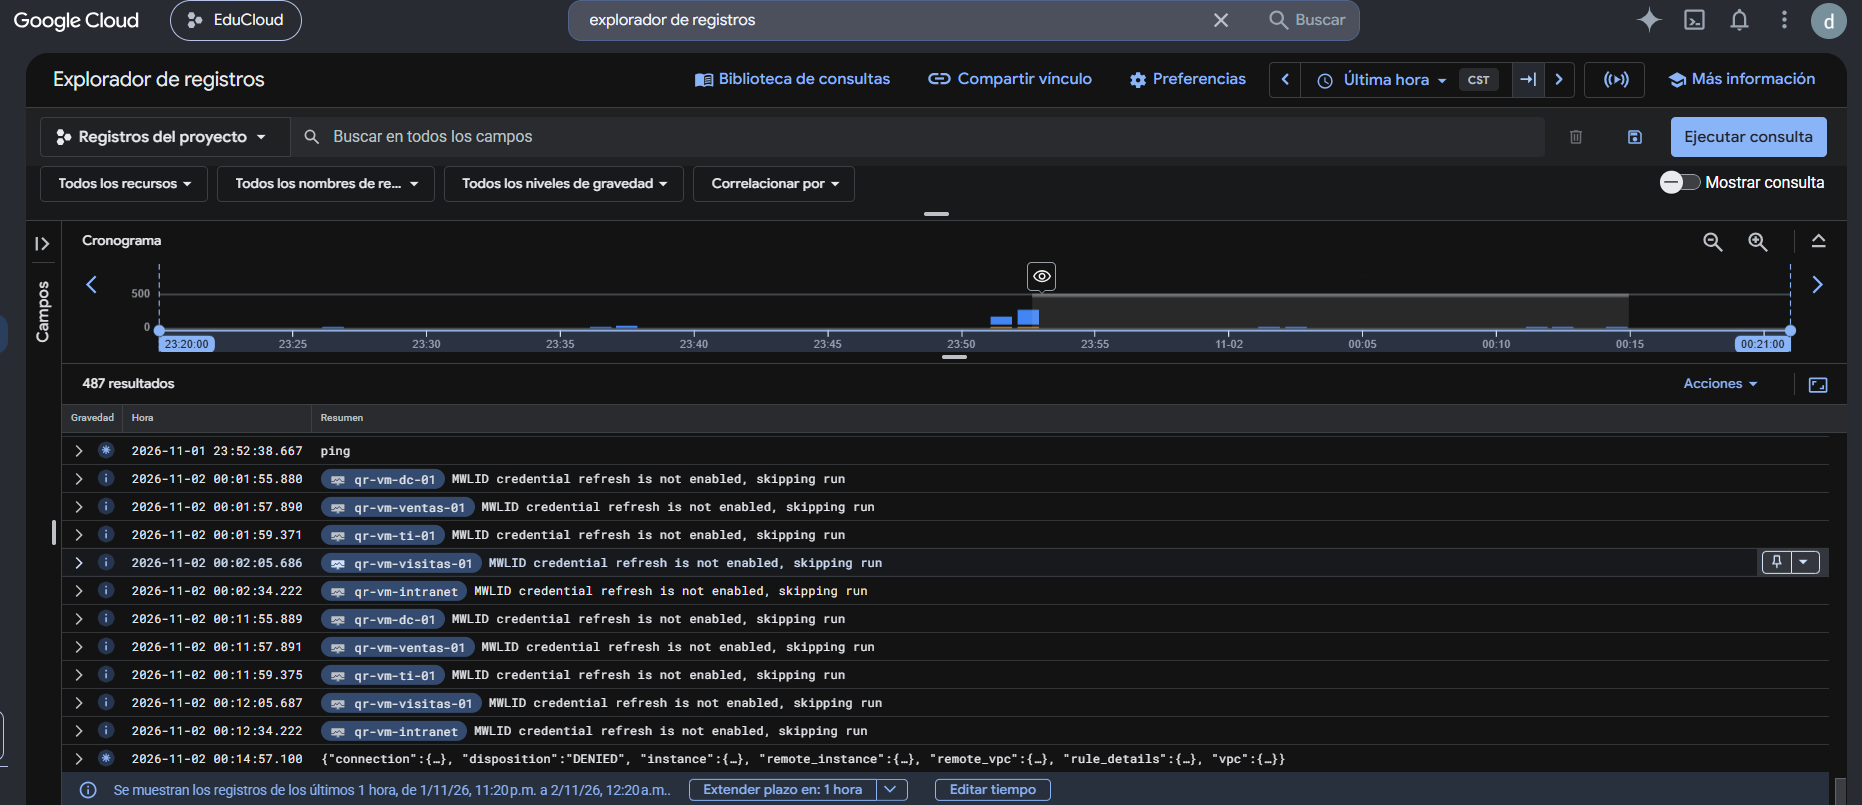 Google Cloud EduCloud explorador de registros Buscar d
Explorador de registros Biblioteca de consultas Compartir vínculo Preferencias Última hora CST Más información
Registros del proyecto Buscar en todos los campos Ejecutar consulta
Todos los recursos Todos los nombres de re... Todos los niveles de gravedad Correlacionar por Mostrar consulta
Campos
Cronograma
500
0
23:20:00 23:25 23:30 23:35 23:40 23:45 23:50 23:55 11-02 00:05 00:10 00:15 00:21:00
487 resultados Acciones
Gravedad Hora Resumen
2026-11-01 23:52:38.667 ping
2026-11-02 00:01:55.880 qr-vm-dc-01 MWLID credential refresh is not enabled, skipping run
2026-11-02 00:01:57.890 qr-vm-ventas-01 MWLID credential refresh is not enabled, skipping run
2026-11-02 00:01:59.371 qr-vm-ti-01 MWLID credential refresh is not enabled, skipping run
2026-11-02 00:02:05.686 qr-vm-visitas-01 MWLID credential refresh is not enabled, skipping run
2026-11-02 00:02:34.222 qr-vm-intranet MWLID credential refresh is not enabled, skipping run
2026-11-02 00:11:55.889 qr-vm-dc-01 MWLID credential refresh is not enabled, skipping run
2026-11-02 00:11:57.891 qr-vm-ventas-01 MWLID credential refresh is not enabled, skipping run
2026-11-02 00:11:59.375 qr-vm-ti-01 MWLID credential refresh is not enabled, skipping run
2026-11-02 00:12:05.687 qr-vm-visitas-01 MWLID credential refresh is not enabled, skipping run
2026-11-02 00:12:34.222 qr-vm-intranet MWLID credential refresh is not enabled, skipping run
2026-11-02 00:14:57.100 {"connection":{…}, "disposition":"DENIED", "instance":{…}, "remote_instance":{…}, "remote_vpc":{…}, "rule_details":{…}, "vpc":{…}}
Se muestran los registros de los últimos 1 hora, de 1/11/26, 11:20 p.m. a 2/11/26, 12:20 a.m.. Extender plazo en: 1 hora Editar tiempo